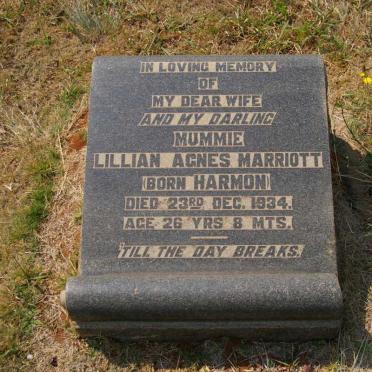 IN LOVING MEMORY
OF
MY DEAR WIFE
AND MY DARLING
MUMMIE
LILLIAN AGNES MARRIOTT
(BORN HARMON)
DIED 23RD DEC. 1934.
AGE 26 YRS 8 MTS.
'TILL THE DAY BREAKS.